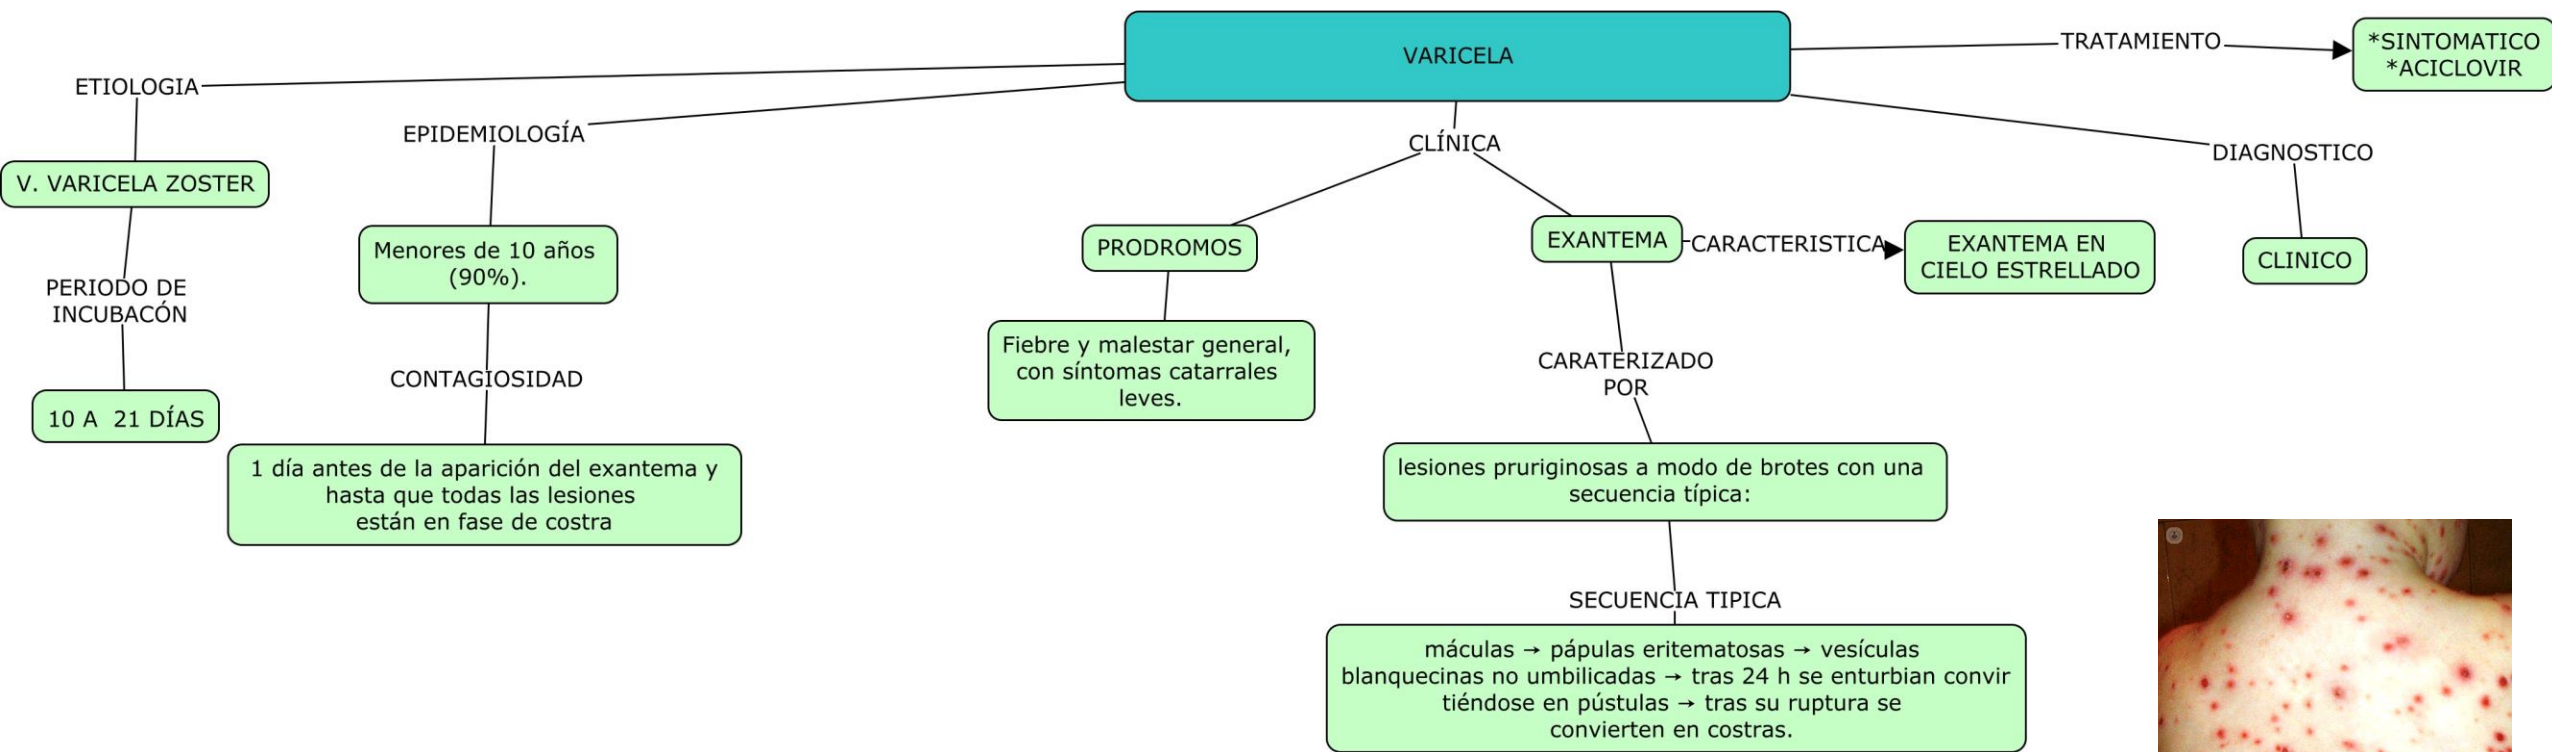 VARICELA
TRATAMIENTO
*SINTOMATICO
*ACICLOVIR
ETIOLOGIA
V. VARICELA ZOSTER
PERIODO DE
INCUBACÓN
10 A 21 DÍAS
EPIDEMIOLOGÍA
Menores de 10 años
(90%).
CONTAGIOSIDAD
1 día antes de la aparición del exantema y
hasta que todas las lesiones
están en fase de costra
CLÍNICA
PRODROMOS
Fiebre y malestar general,
con síntomas catarrales
leves.
EXANTEMA
CARACTERISTICA
EXANTEMA EN
CIELO ESTRELLADO
CARATERIZADO
POR
lesiones pruriginosas a modo de brotes con una
secuencia típica:
SECUENCIA TIPICA
máculas → pápulas eritematosas → vesículas
blanquecinas no umbilicadas → tras 24 h se enturbian convir
tiéndose en pústulas → tras su ruptura se
convierten en costras.
DIAGNOSTICO
CLINICO